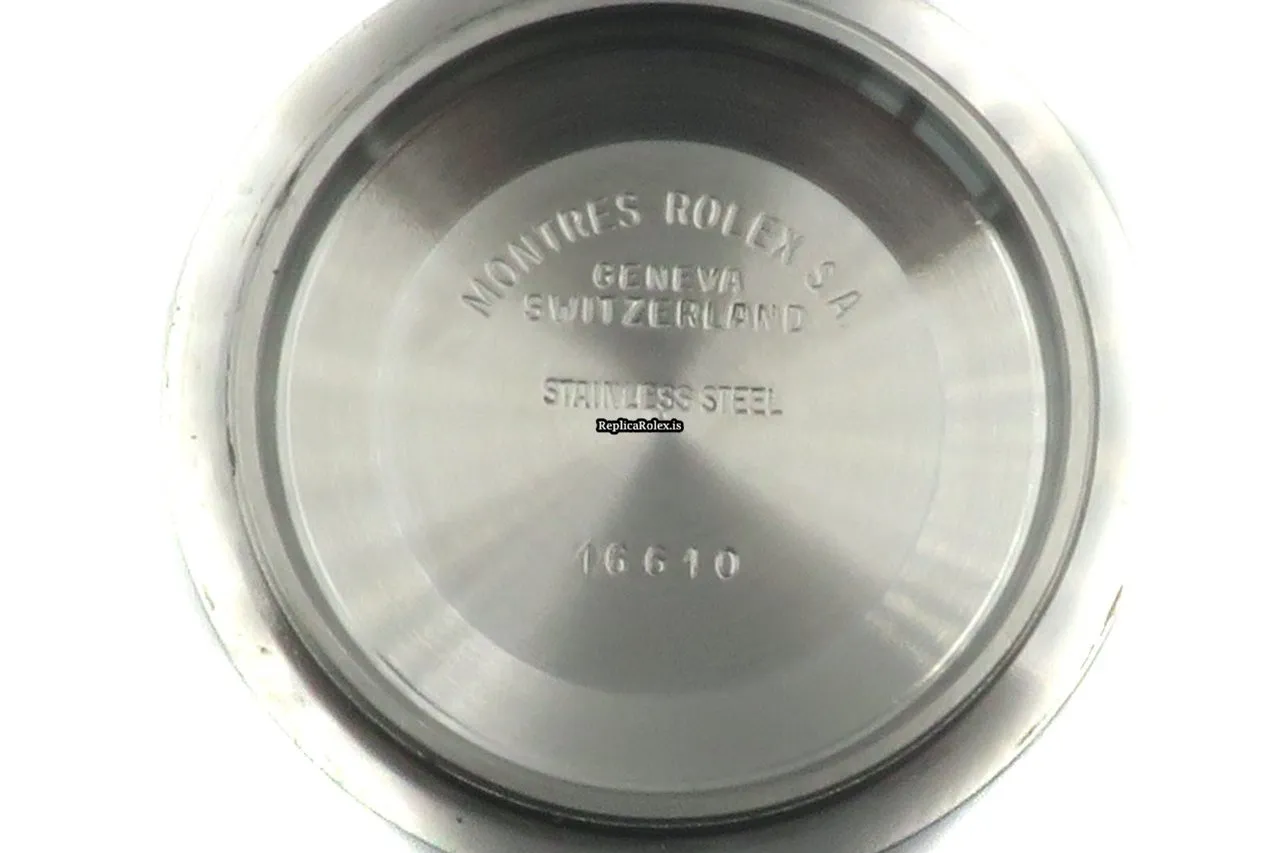 MONTRES ROLEX S.A.
GENEVA
SWITZERLAND
STAINLESS STEEL
ReplicaRolex.is
16610